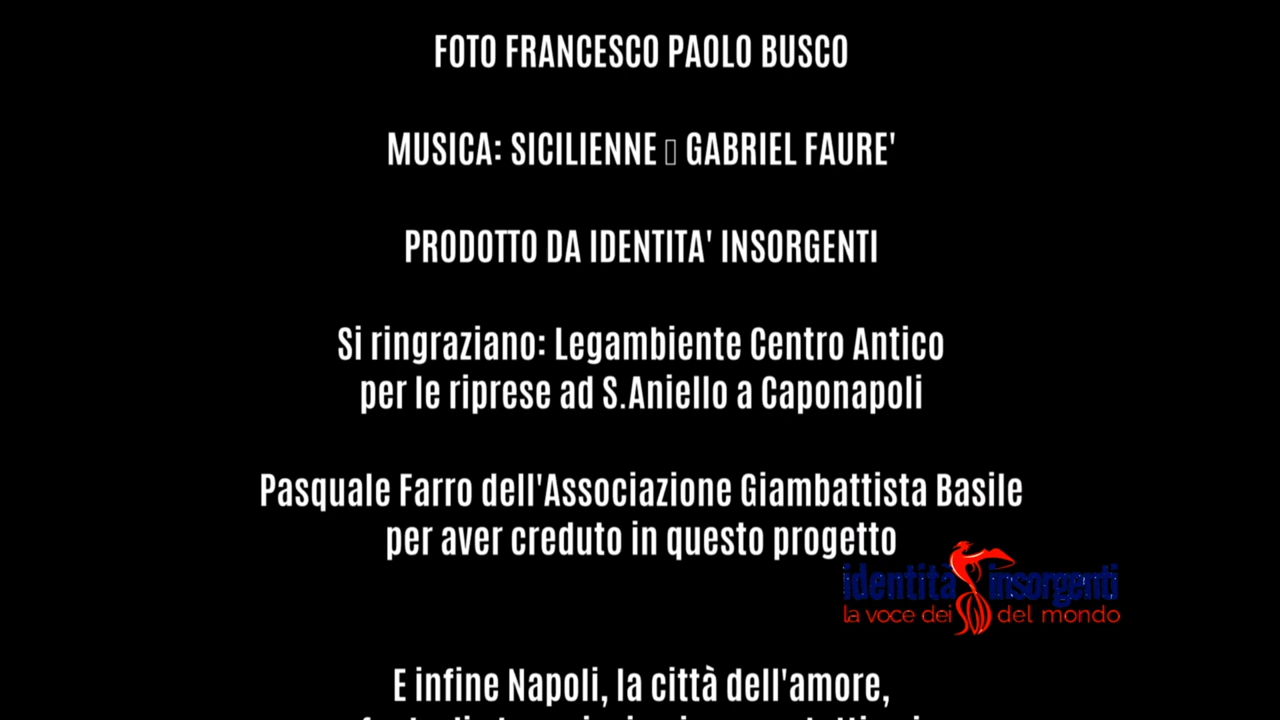 FOTO FRANCESCO PAOLO BUSCO
MUSICA: SICILIENNE ▯ GABRIEL FAURE'
PRODOTTO DA IDENTITA' INSORGENTI
Si ringraziano: Legambiente Centro Antico
per le riprese ad S.Aniello a Caponapoli
Pasquale Farro dell'Associazione Giambattista Basile
per aver creduto in questo progetto
identità insorgenti
la voce dei del mondo
E infine Napoli, la città dell'amore,